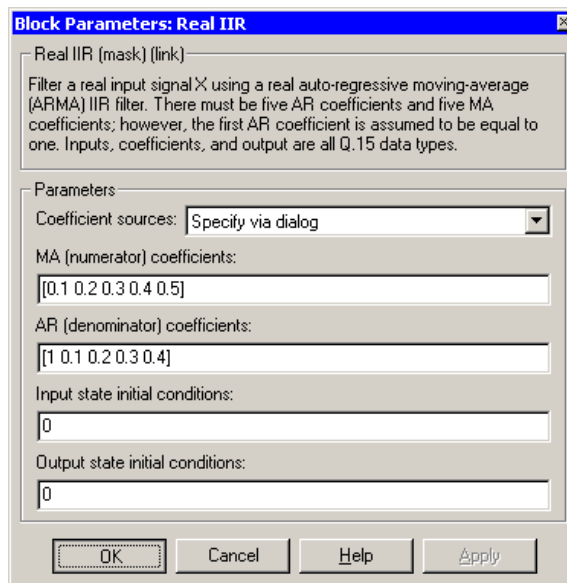 Block Parameters: Real IIR
Real IIR (mask) (link)
Filter a real input signal X using a real auto-regressive moving-average
(ARMA) IIR filter. There must be five AR coefficients and five MA
coefficients; however, the first AR coefficient is assumed to be equal to
one. Inputs, coefficients, and output are all Q.15 data types.
Parameters
Coefficient sources: Specify via dialog
MA (numerator) coefficients:
[0.1 0.2 0.3 0.4 0.5]
AR (denominator) coefficients:
[1 0.1 0.2 0.3 0.4]
Input state initial conditions:
0
Output state initial conditions:
0
OK Cancel Help Apply